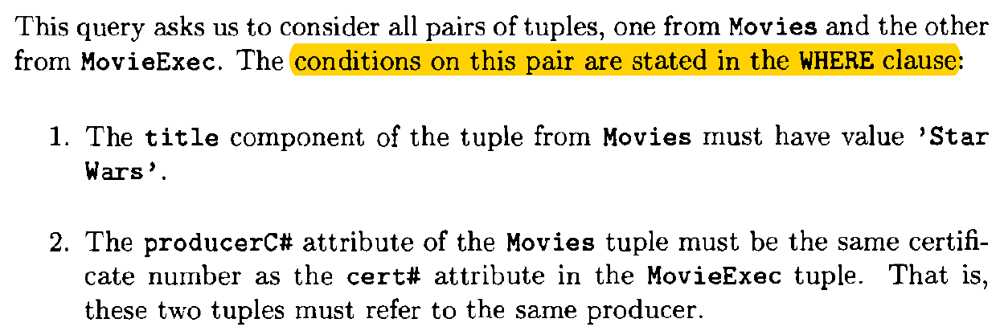 This query asks us to consider all pairs of tuples, one from Movies and the other
from MovieExec. The conditions on this pair are stated in the WHERE clause:
1. The title component of the tuple from Movies must have value 'Star
Wars'.
2. The producerC# attribute of the Movies tuple must be the same certifi-
cate number as the cert# attribute in the MovieExec tuple. That is,
these two tuples must refer to the same producer.